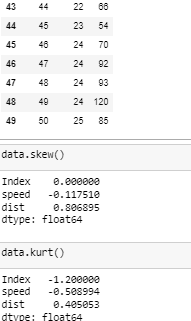 43 44 22 66
44 45 23 54
45 46 24 70
46 47 24 92
47 48 24 93
48 49 24 120
49 50 25 85
data.skew()
Index 0.000000
speed -0.117510
dist 0.806895
dtype: float64
data.kurt()
Index -1.200000
speed -0.508994
dist 0.405053
dtype: float64